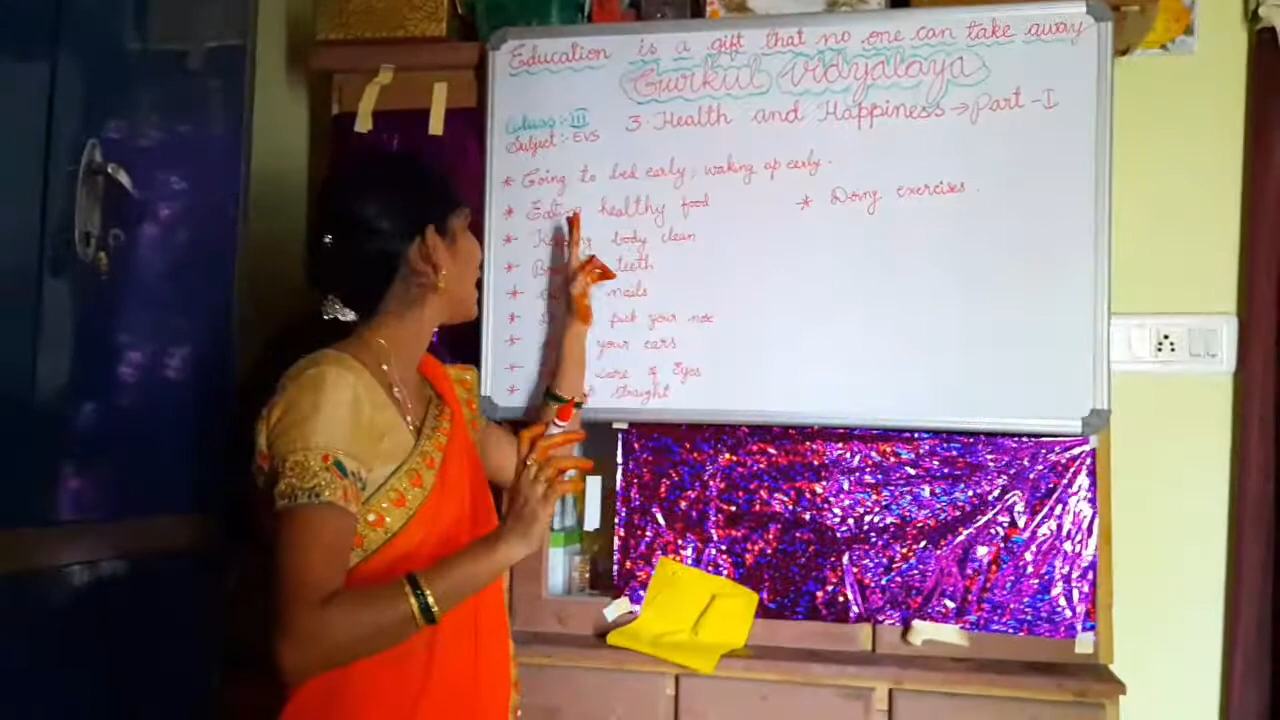 Education is a gift that no one can take away
Gurkul vidyalaya
Class:- III
3. Health and Happiness → Part - I
Subject:- EVS
* Going to bed early, waking up early.
* Eating healthy food
* Doing exercises.
* Keeping body clean
* teeth
* nails
* pick your nose
* your ears
* care of Eyes
* straight